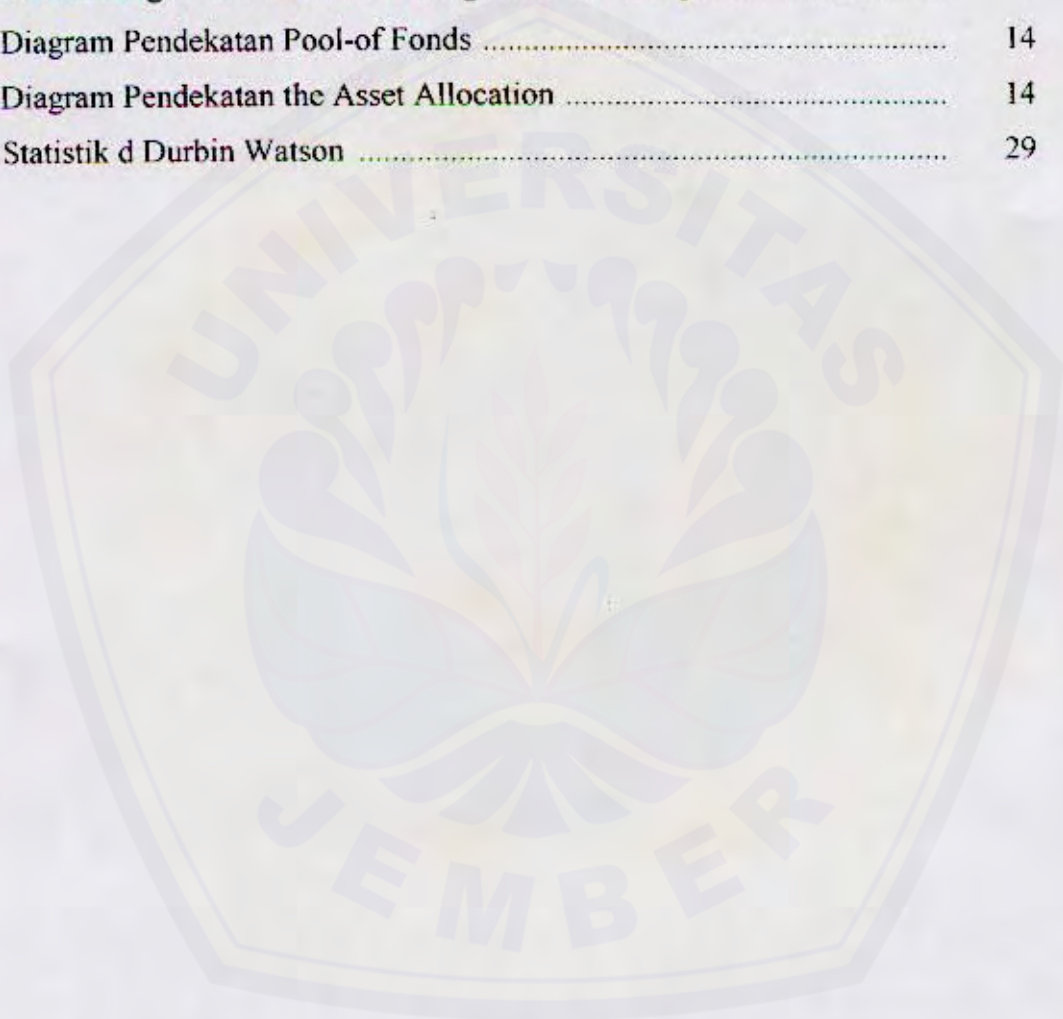 Diagram Pendekatan Pool-of Fonds ........................................................ 14
Diagram Pendekatan the Asset Allocation ............................................. 14
Statistik d Durbin Watson ....................................................................... 29
UNIVERSITAS
JEMBER